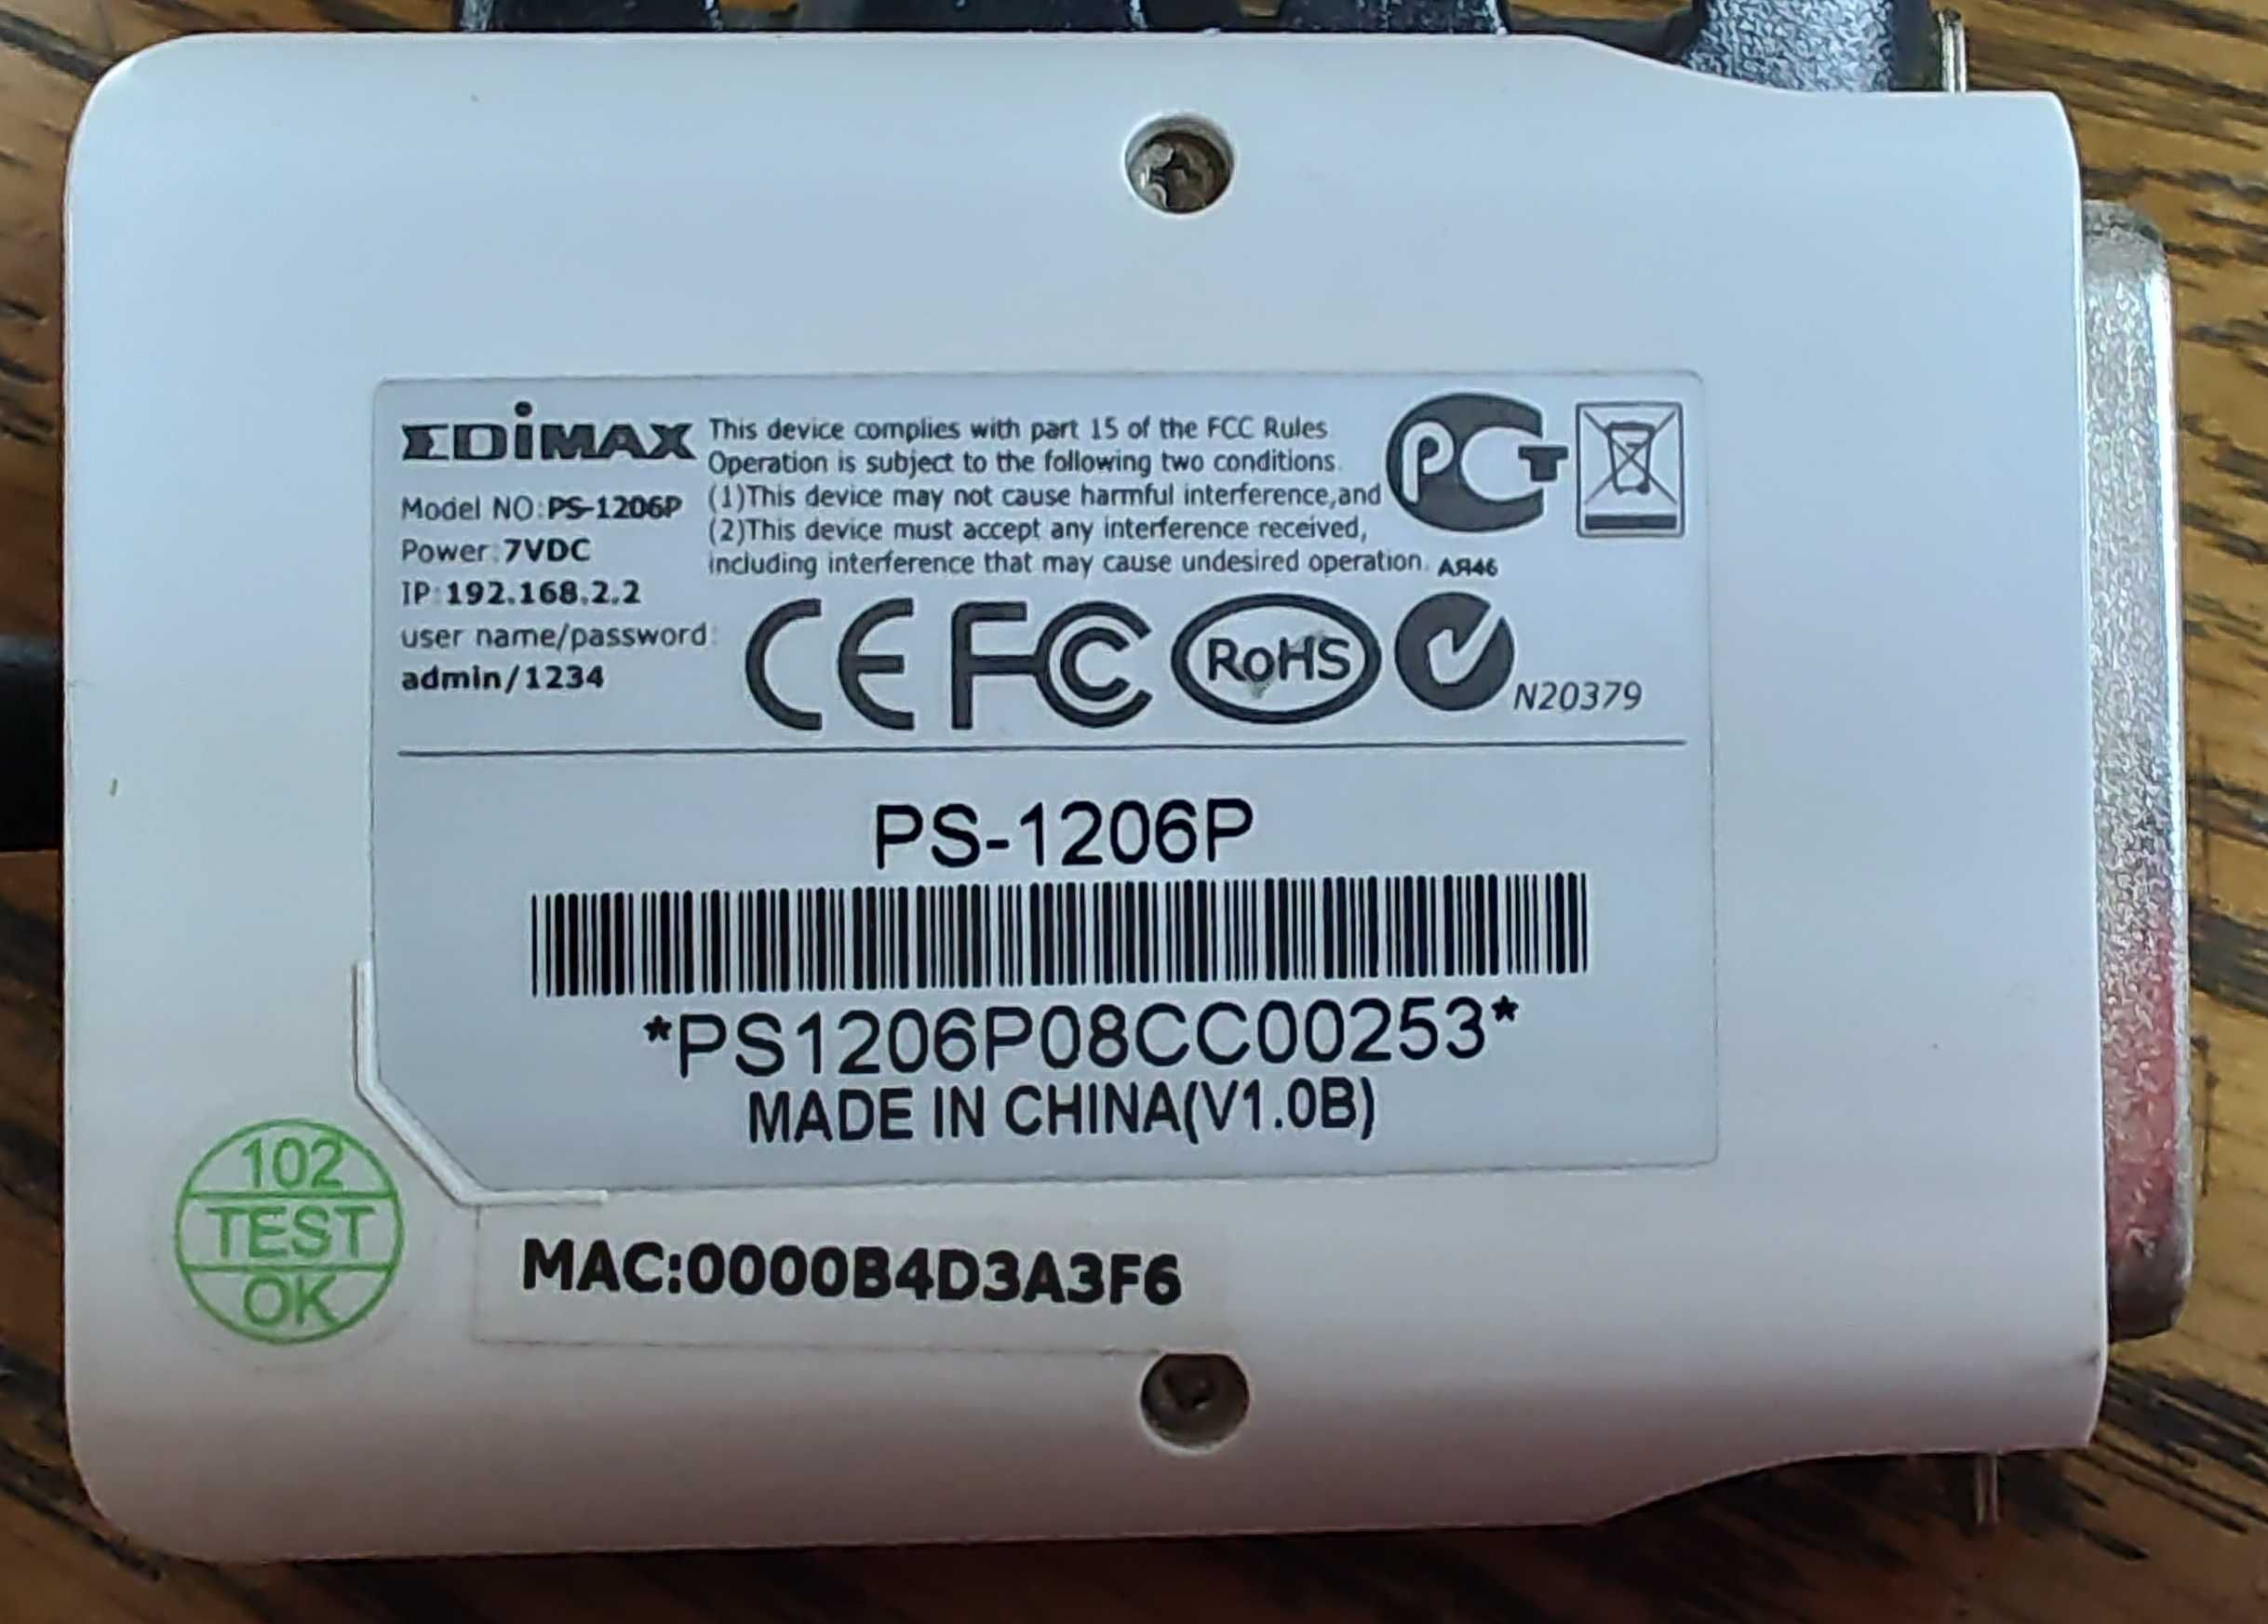 EDiMAX
Model NO:PS-1206P
Power:7VDC
IP:192.168.2.2
user name/password:
admin/1234
This device complies with part 15 of the FCC Rules.
Operation is subject to the following two conditions.
(1)This device may not cause harmful interference,and
(2)This device must accept any interference received,
including interference that may cause undesired operation.
PCT
АЯ46
CE FC RoHS N20379
PS-1206P
*PS1206P08CC00253*
MADE IN CHINA(V1.0B)
102
TEST
OK
MAC:0000B4D3A3F6